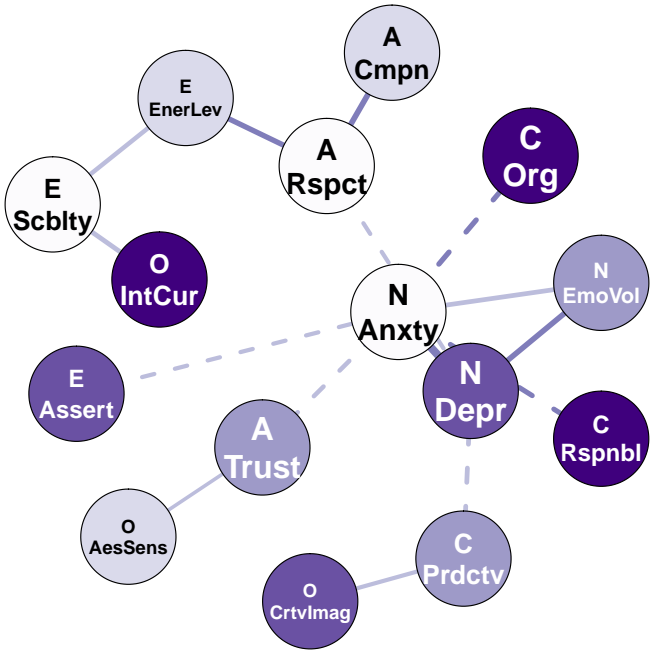 A
Cmpn
E
EnerLev
A
Rspct
C
Org
E
Scblty
O
IntCur
N
Anxty
N
EmoVol
E
Assert
N
Depr
A
Trust
C
Rspnbl
O
AesSens
C
Prdctv
O
CrtvImag